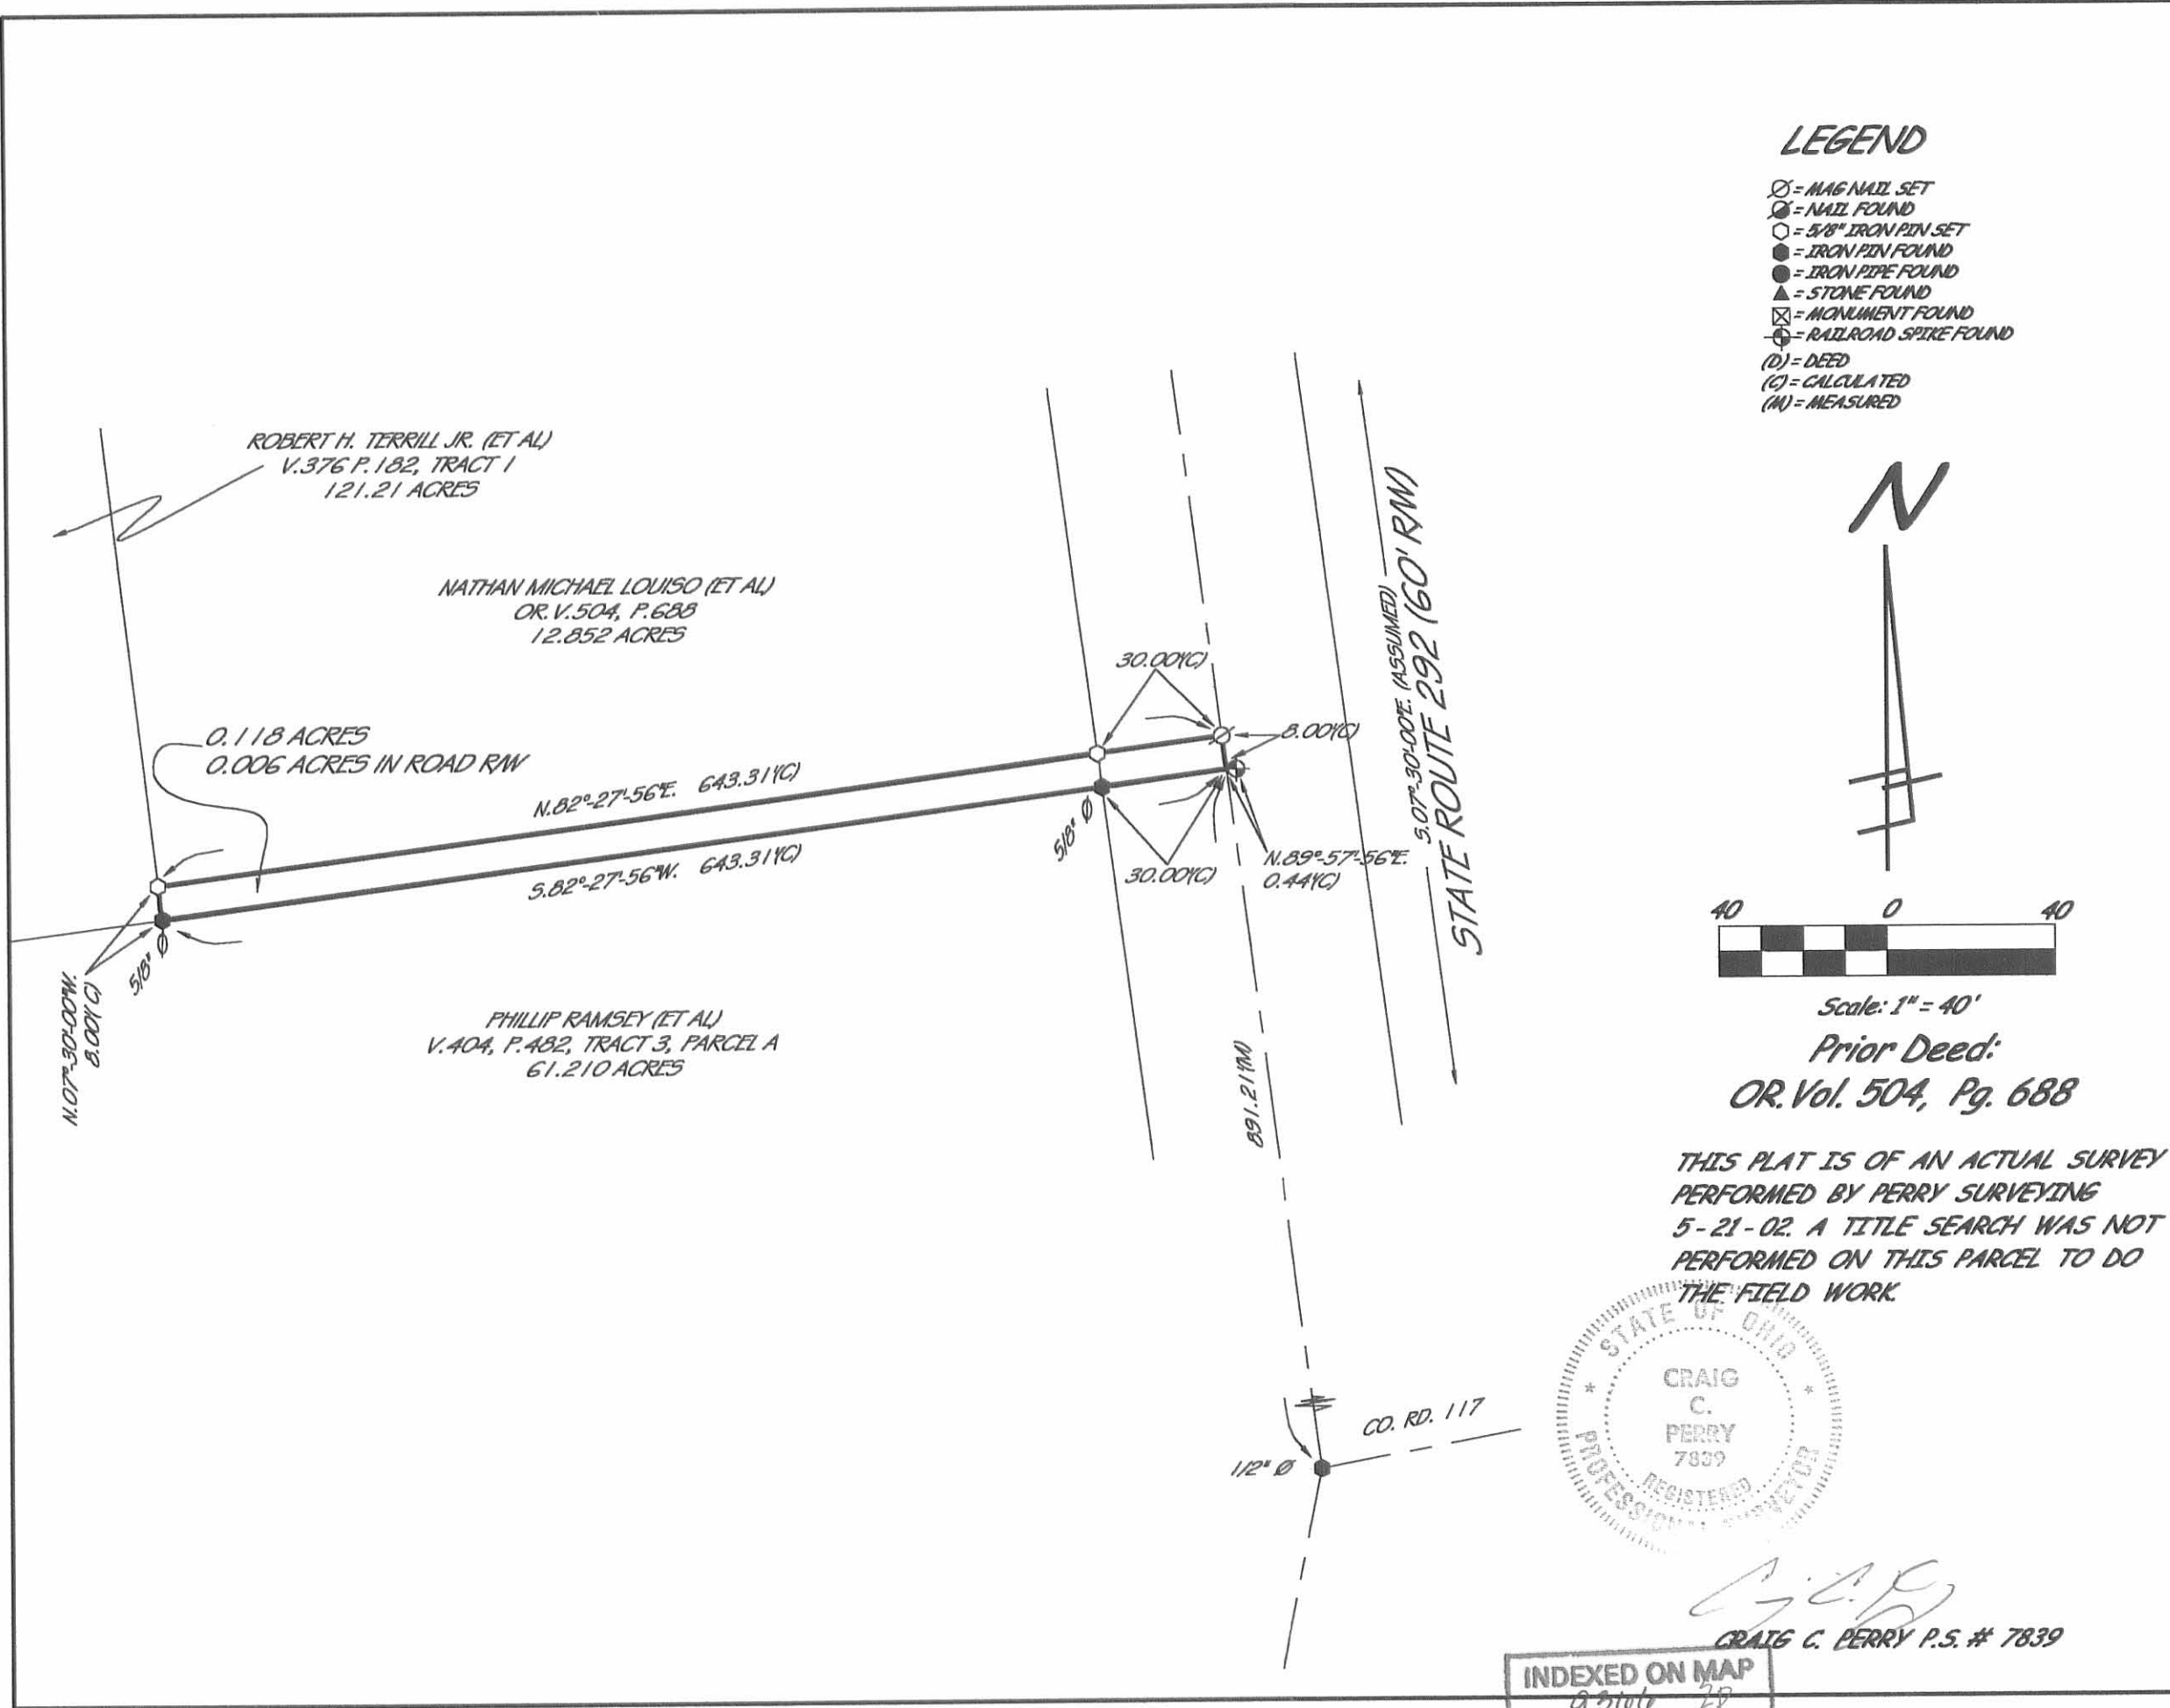 LEGEND
Ø = MAG NAIL SET
= NAIL FOUND
= 5/8" IRON PIN SET
= IRON PIN FOUND
= IRON PIPE FOUND
= STONE FOUND
= MONUMENT FOUND
= RAILROAD SPIKE FOUND
(D) = DEED
(C) = CALCULATED
(M) = MEASURED
ROBERT H. TERRILL JR. (ET AL)
V.376 P.182, TRACT 1
121.21 ACRES
NATHAN MICHAEL LOUISO (ET AL)
OR.V.504, P.688
12.852 ACRES
0.118 ACRES
0.006 ACRES IN ROAD R/W
N.82°-27'-56"E. 643.31'(C)
S.82°-27'-56"W. 643.31'(C)
30.00'(C)
8.00'(C)
5/8" Ø
30.00'(C)
N.89°-57'-56"E.
0.44'(C)
S.07°-30'-00"E. (ASSUMED)
STATE ROUTE 292 (60' R/W)
5/8" Ø
N.07°-30'-00"W.
8.00'(C)
PHILLIP RAMSEY (ET AL)
V.404, P.482, TRACT 3, PARCEL A
61.210 ACRES
891.21'(M)
1/2" Ø
CO. RD. 117
N
40 0 40
Scale: 1" = 40'
Prior Deed:
OR. Vol. 504, Pg. 688
THIS PLAT IS OF AN ACTUAL SURVEY
PERFORMED BY PERRY SURVEYING
5-21-02. A TITLE SEARCH WAS NOT
PERFORMED ON THIS PARCEL TO DO
THE FIELD WORK.
STATE OF OHIO
CRAIG
C.
PERRY
7839
REGISTERED
PROFESSIONAL SURVEYOR
CRAIG C. PERRY P.S. # 7839
INDEXED ON MAP